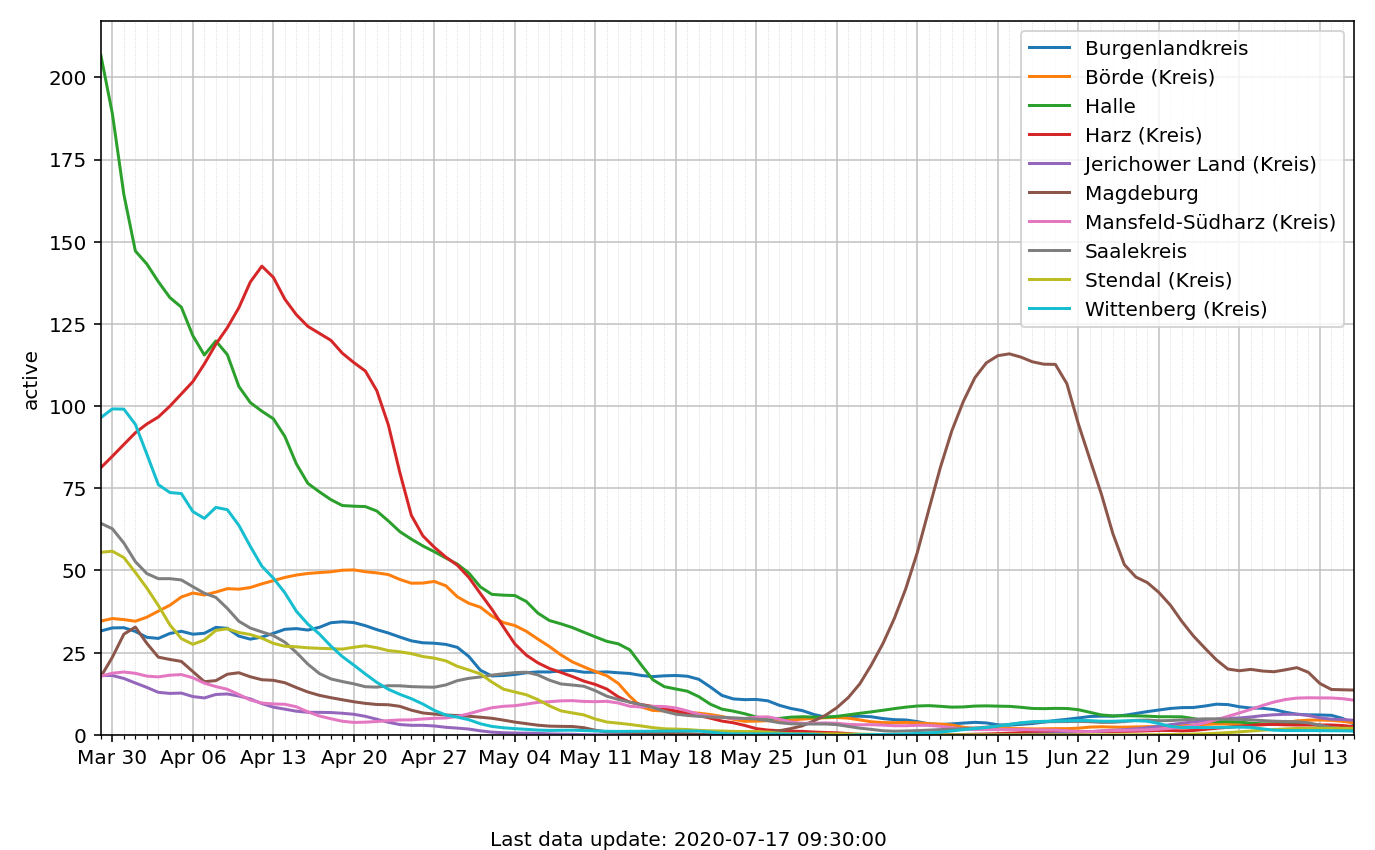 200
175
150
125
100
75
50
25
0
active
Burgenlandkreis
Börde (Kreis)
Halle
Harz (Kreis)
Jerichower Land (Kreis)
Magdeburg
Mansfeld-Südharz (Kreis)
Saalekreis
Stendal (Kreis)
Wittenberg (Kreis)
Mar 30 Apr 06 Apr 13 Apr 20 Apr 27 May 04 May 11 May 18 May 25 Jun 01 Jun 08 Jun 15 Jun 22 Jun 29 Jul 06 Jul 13
Last data update: 2020-07-17 09:30:00